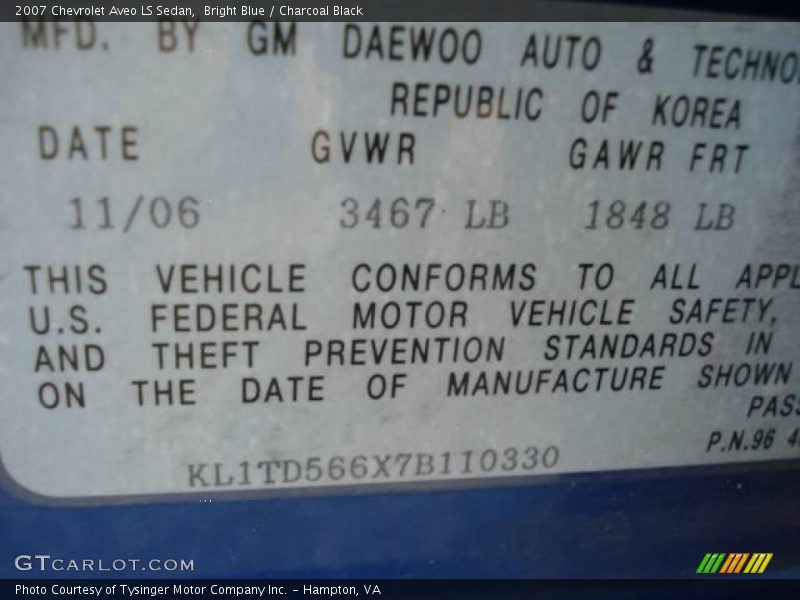 2007 Chevrolet Aveo LS Sedan, Bright Blue / Charcoal Black
MFD. BY GM DAEWOO AUTO & TECHNO
REPUBLIC OF KOREA
DATE GVWR GAWR FRT
11/06 3467 LB 1848 LB
THIS VEHICLE CONFORMS TO ALL APPL
U.S. FEDERAL MOTOR VEHICLE SAFETY,
AND THEFT PREVENTION STANDARDS IN
ON THE DATE OF MANUFACTURE SHOWN
PASS
P.N.96 4
KL1TD566X7B110330
GTCARLOT.COM
Photo Courtesy of Tysinger Motor Company Inc. - Hampton, VA